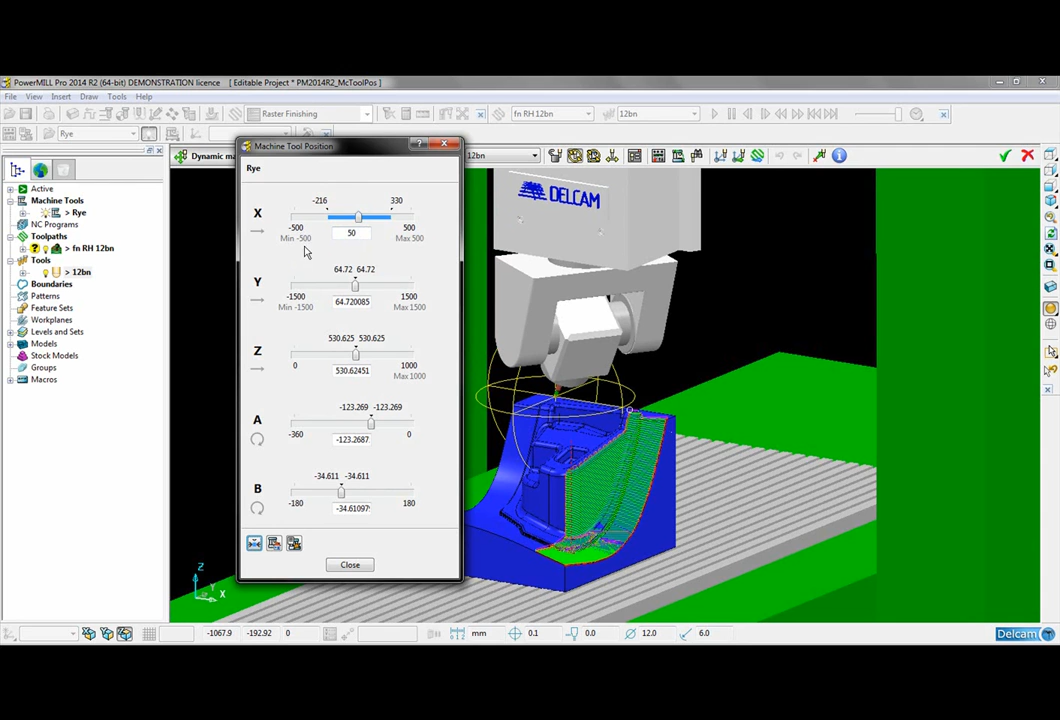 PowerMILL Pro 2014 R2 (64-bit) DEMONSTRATION licence [ Editable Project * PM2014R2_McToolPos ]
File View Insert Draw Tools Help
Raster Finishing
fn RH 12bn
12bn
Rye
Machine Tool Position
Dynamic ma
12bn
Rye
Active
Machine Tools
> Rye
NC Programs
Toolpaths
> fn RH 12bn
Tools
> 12bn
Boundaries
Patterns
Feature Sets
Workplanes
Levels and Sets
Models
Stock Models
Groups
Macros
-216 330
X
-500 500
Min -500 50 Max 500
64.72 64.72
Y
-1500 1500
Min -1500 64.720085 Max 1500
530.625 530.625
Z
0 1000
530.62451 Max 1000
-123.269 -123.269
A
-360 0
-123.2687
-34.611 -34.611
B
-180 180
-34.61097
Close
DELCAM
Z
Y
X
-1067.9 -192.92 0 mm 0.1 0.0 12.0 6.0
Delcam